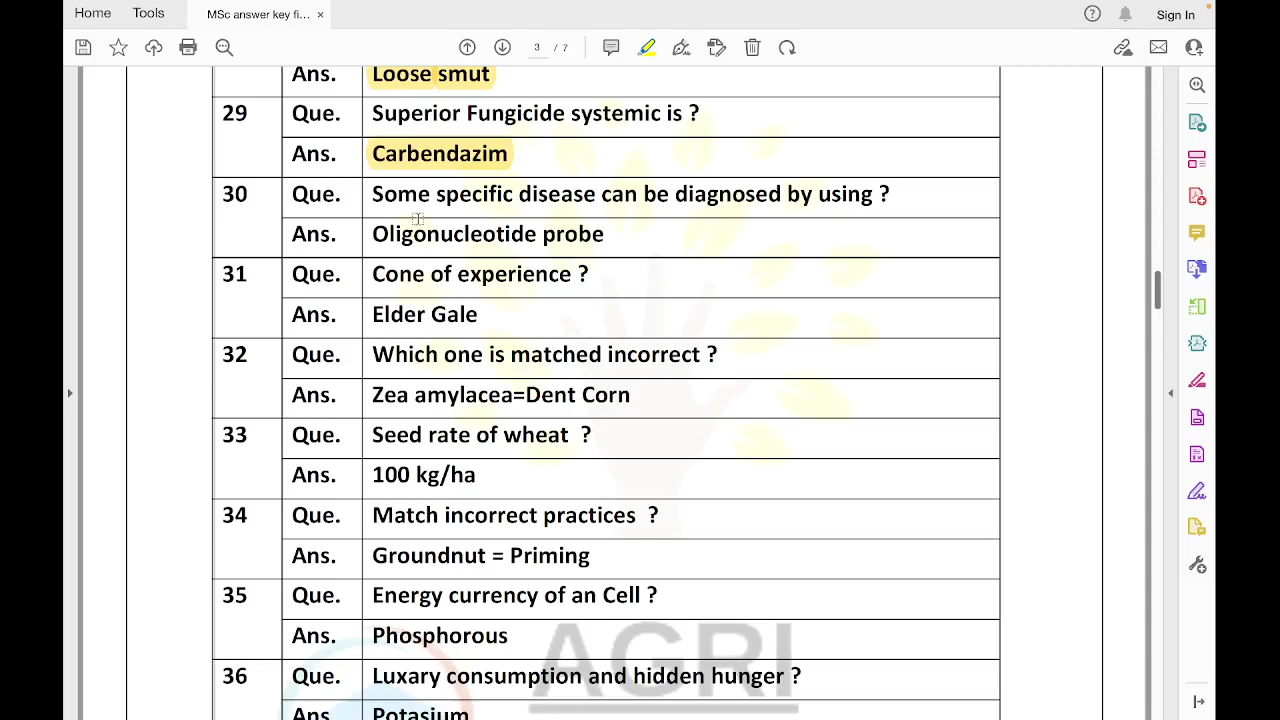 Home Tools MSc answer key fi... × Sign In
3 / 7
Ans. Loose smut
29 Que. Superior Fungicide systemic is ?
Ans. Carbendazim
30 Que. Some specific disease can be diagnosed by using ?
Ans. Oligonucleotide probe
31 Que. Cone of experience ?
Ans. Elder Gale
32 Que. Which one is matched incorrect ?
Ans. Zea amylacea=Dent Corn
33 Que. Seed rate of wheat ?
Ans. 100 kg/ha
34 Que. Match incorrect practices ?
Ans. Groundnut = Priming
35 Que. Energy currency of an Cell ?
Ans. Phosphorous
AGRI
36 Que. Luxary consumption and hidden hunger ?
Ans. Potasium